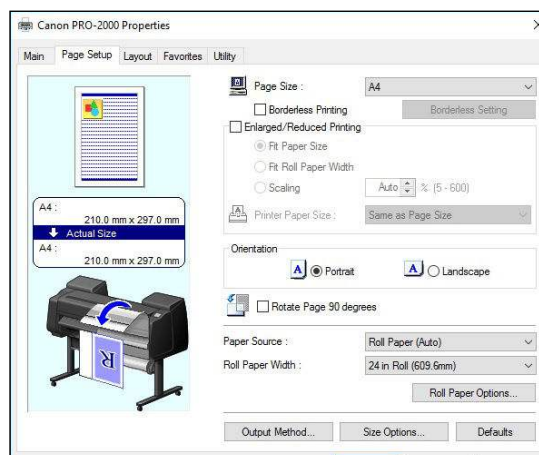 Canon PRO-2000 Properties
Main Page Setup Layout Favorites Utility
Page Size : A4
Borderless Printing Borderless Setting
Enlarged/Reduced Printing
Fit Paper Size
Fit Roll Paper Width
Scaling Auto % (5 - 600)
Printer Paper Size : Same as Page Size
A4 :
210.0 mm x 297.0 mm
Actual Size
A4 :
210.0 mm x 297.0 mm
Orientation
A Portrait A Landscape
Rotate Page 90 degrees
R
Paper Source : Roll Paper (Auto)
Roll Paper Width : 24 in Roll (609.6mm)
Roll Paper Options...
Output Method... Size Options... Defaults